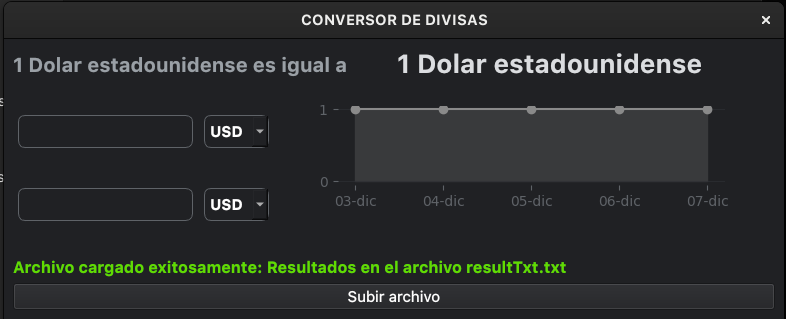 CONVERSOR DE DIVISAS
×
1 Dolar estadounidense es igual a
1 Dolar estadounidense
USD
USD
1
0
03-dic
04-dic
05-dic
06-dic
07-dic
Archivo cargado exitosamente: Resultados en el archivo resultTxt.txt
Subir archivo